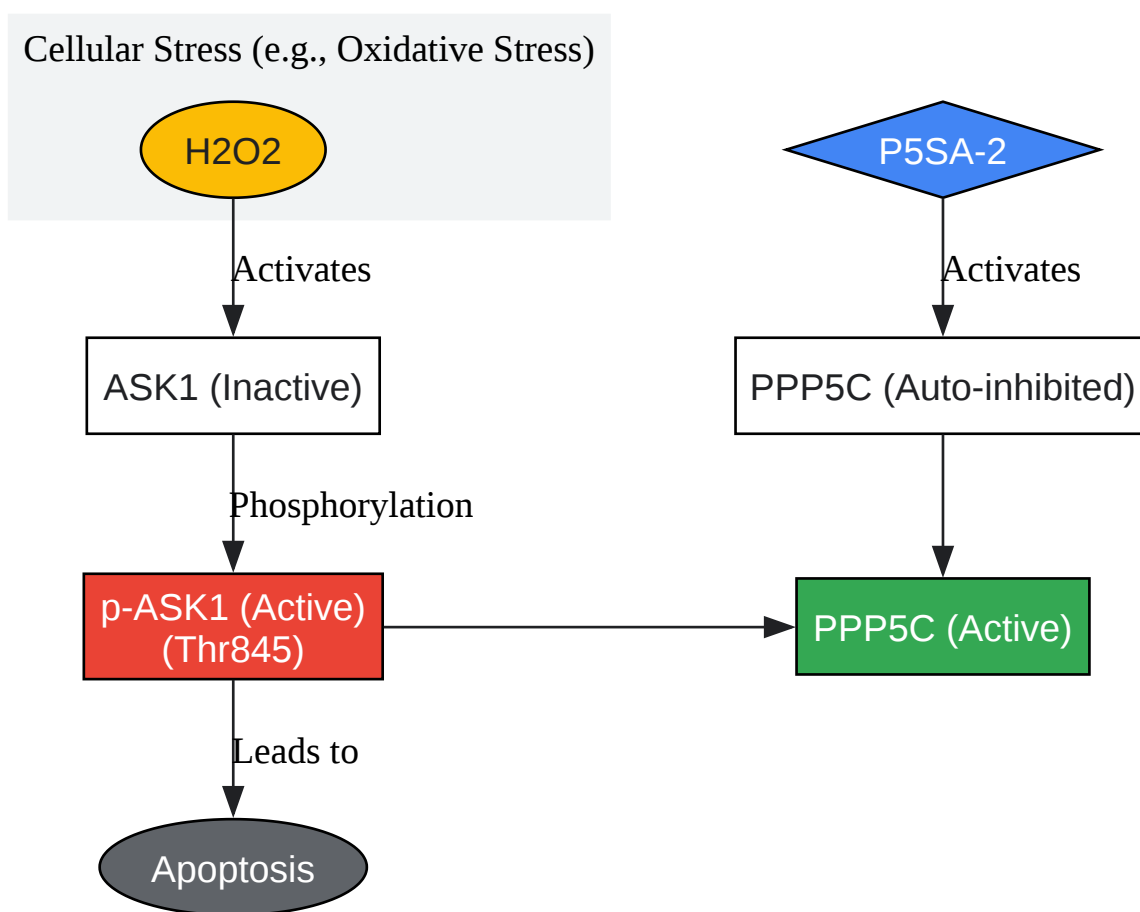 Cellular Stress (e.g., Oxidative Stress)
H2O2
P5SA-2
Activates
Activates
ASK1 (Inactive)
PPP5C (Auto-inhibited)
Phosphorylation
p-ASK1 (Active)
(Thr845)
PPP5C (Active)
Leads to
Apoptosis